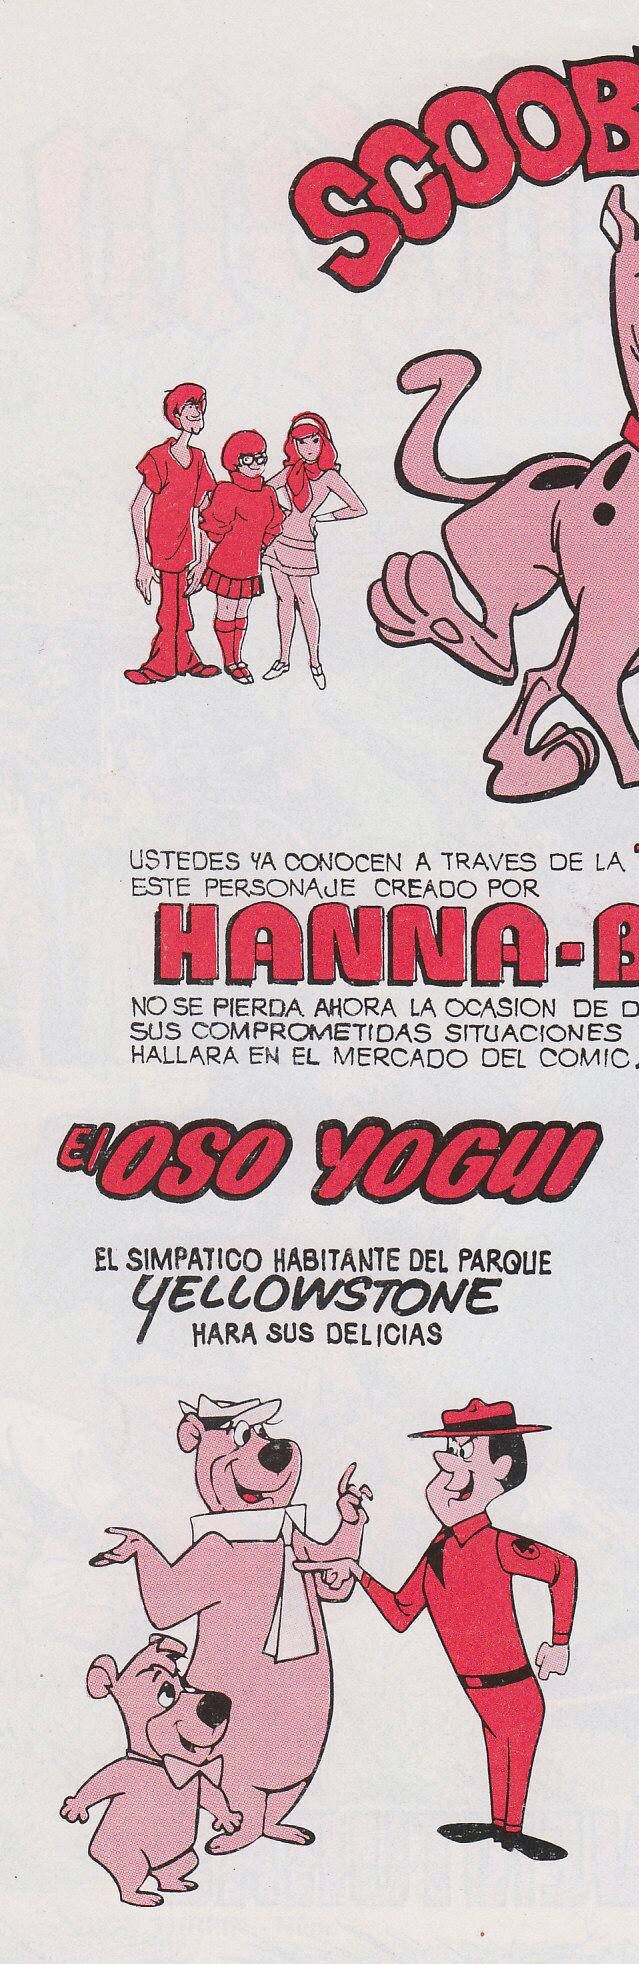 SCOOB
USTEDES YA CONOCEN A TRAVES DE LA
ESTE PERSONAJE CREADO POR
HANNA-B
NO SE PIERDA AHORA LA OCASION DE D
SUS COMPROMETIDAS SITUACIONES
HALLARA EN EL MERCADO DEL COMIC.
El OSO YOGUI
EL SIMPATICO HABITANTE DEL PARQUE
YELLOWSTONE
HARA SUS DELICIAS